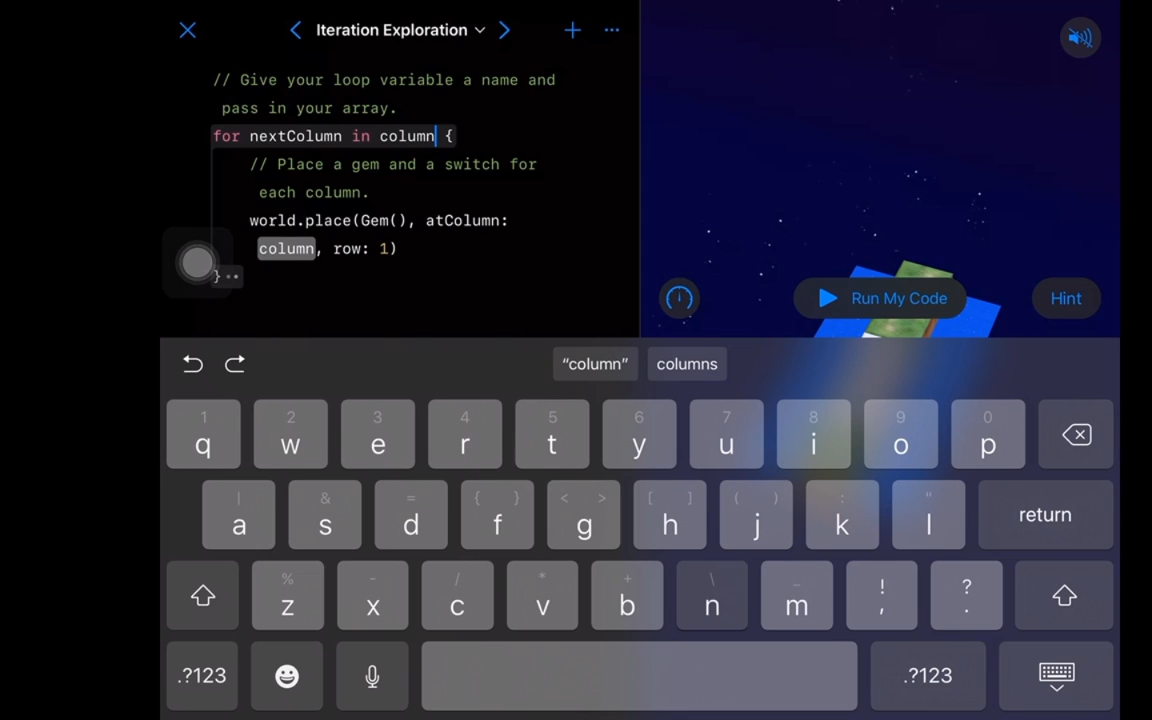 Iteration Exploration
// Give your loop variable a name and
pass in your array.
for nextColumn in column {
// Place a gem and a switch for
each column.
world.place(Gem(), atColumn:
column, row: 1)
}
Run My Code
Hint
“column” columns
1 2 3 4 5 6 7 8 9 0
q w e r t y u i o p
| & = { } < > [ ] ( ) : "
a s d f g h j k l return
% - / * + \ _ ! ?
z x c v b n m , .
.?123 .?123